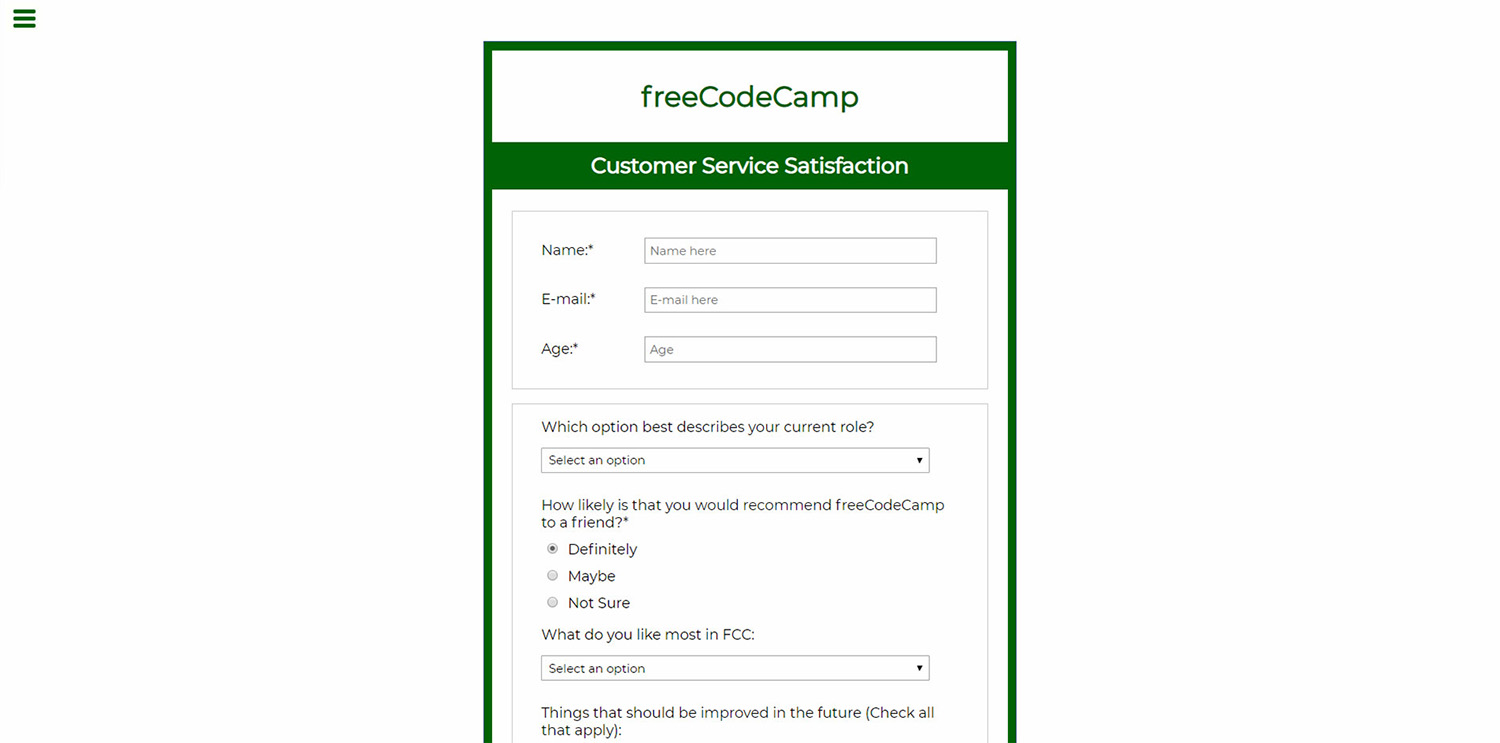 freeCodeCamp
Customer Service Satisfaction
Name:*
Name here
E-mail:*
E-mail here
Age:*
Age
Which option best describes your current role?
Select an option
How likely is that you would recommend freeCodeCamp
to a friend?*
Definitely
Maybe
Not Sure
What do you like most in FCC:
Select an option
Things that should be improved in the future (Check all
that apply):